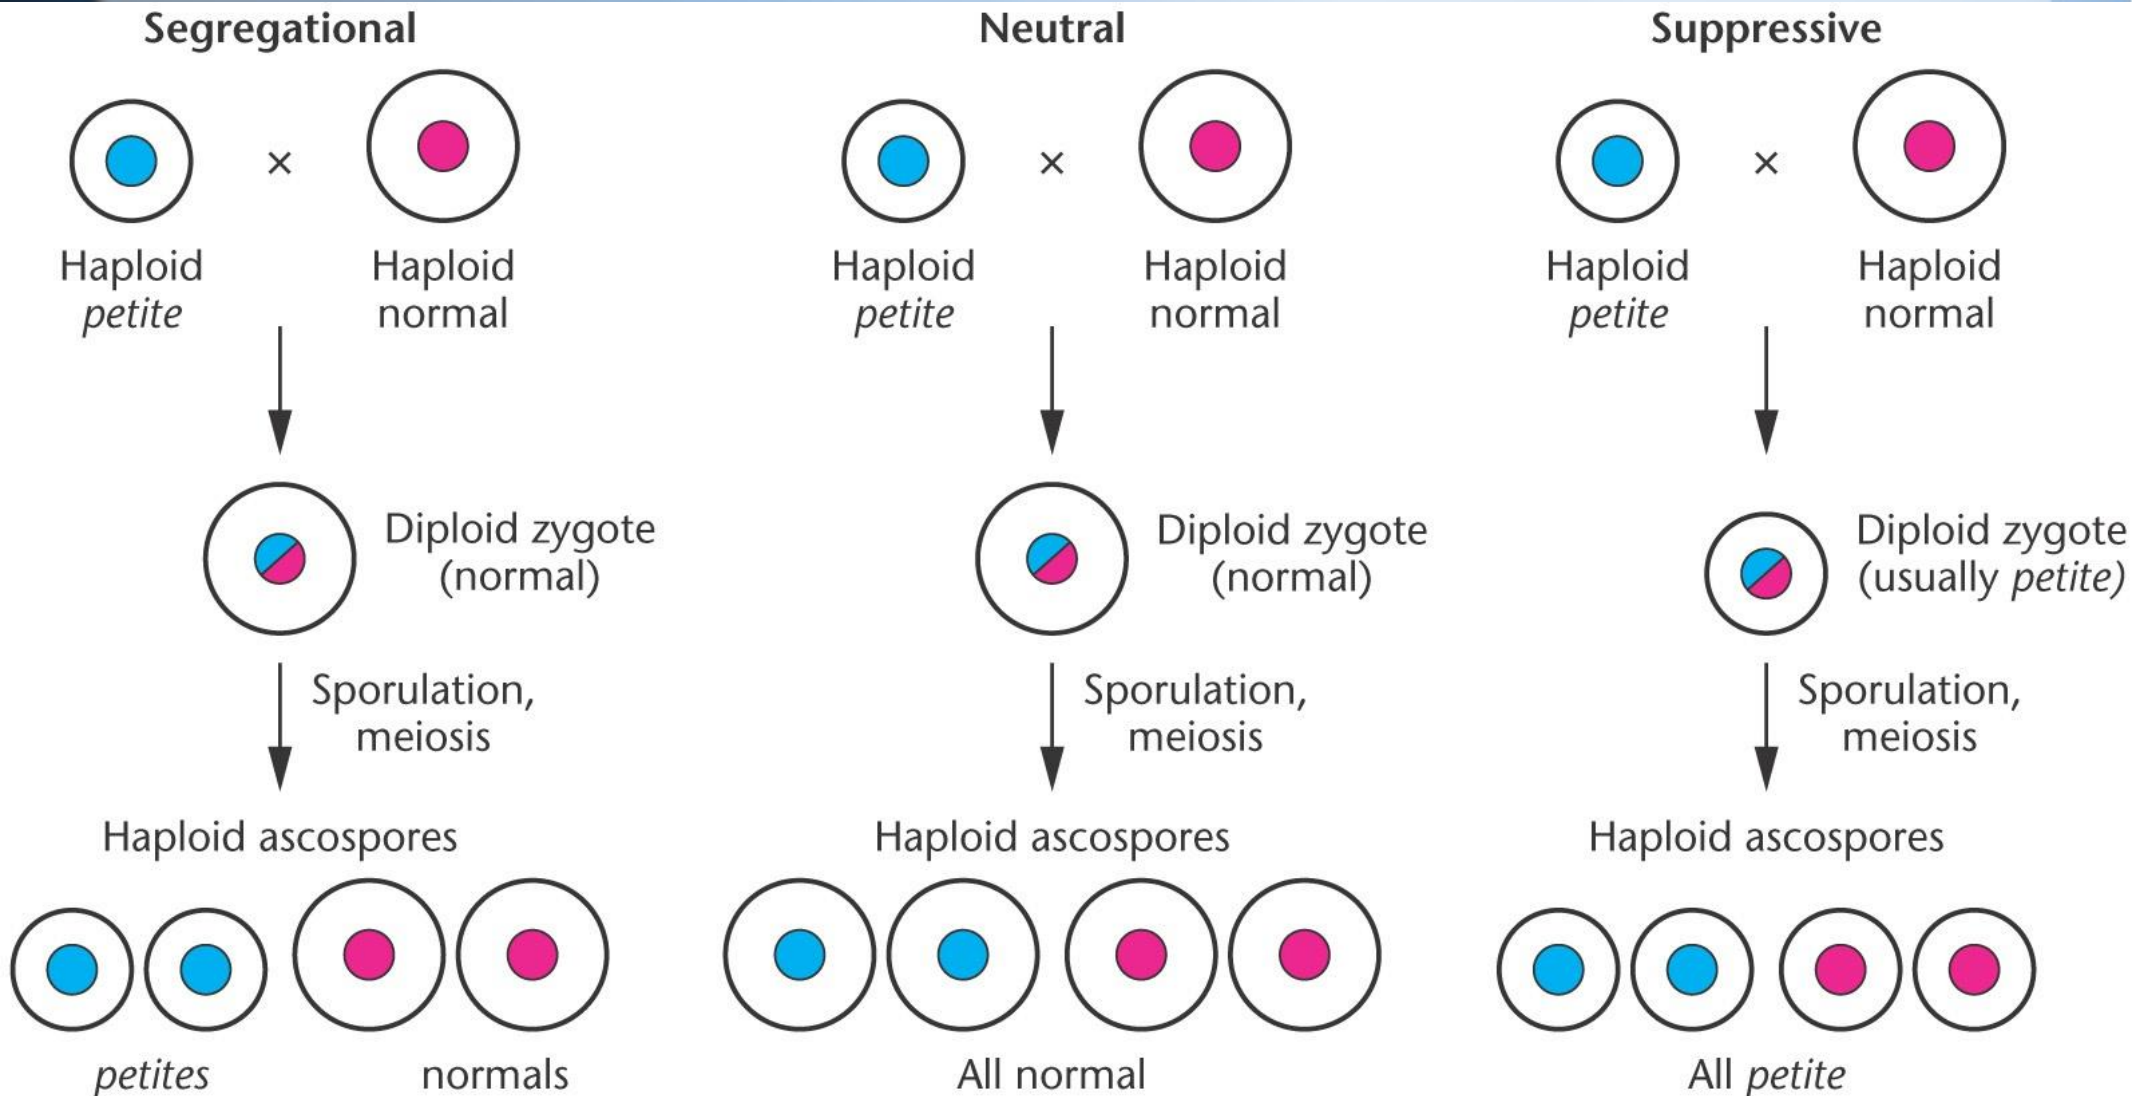 Segregational
×
Haploid
petite
Haploid
normal
Diploid zygote
(normal)
Sporulation,
meiosis
Haploid ascospores
petites
normals
Neutral
×
Haploid
petite
Haploid
normal
Diploid zygote
(normal)
Sporulation,
meiosis
Haploid ascospores
All normal
Suppressive
×
Haploid
petite
Haploid
normal
Diploid zygote
(usually petite)
Sporulation,
meiosis
Haploid ascospores
All petite